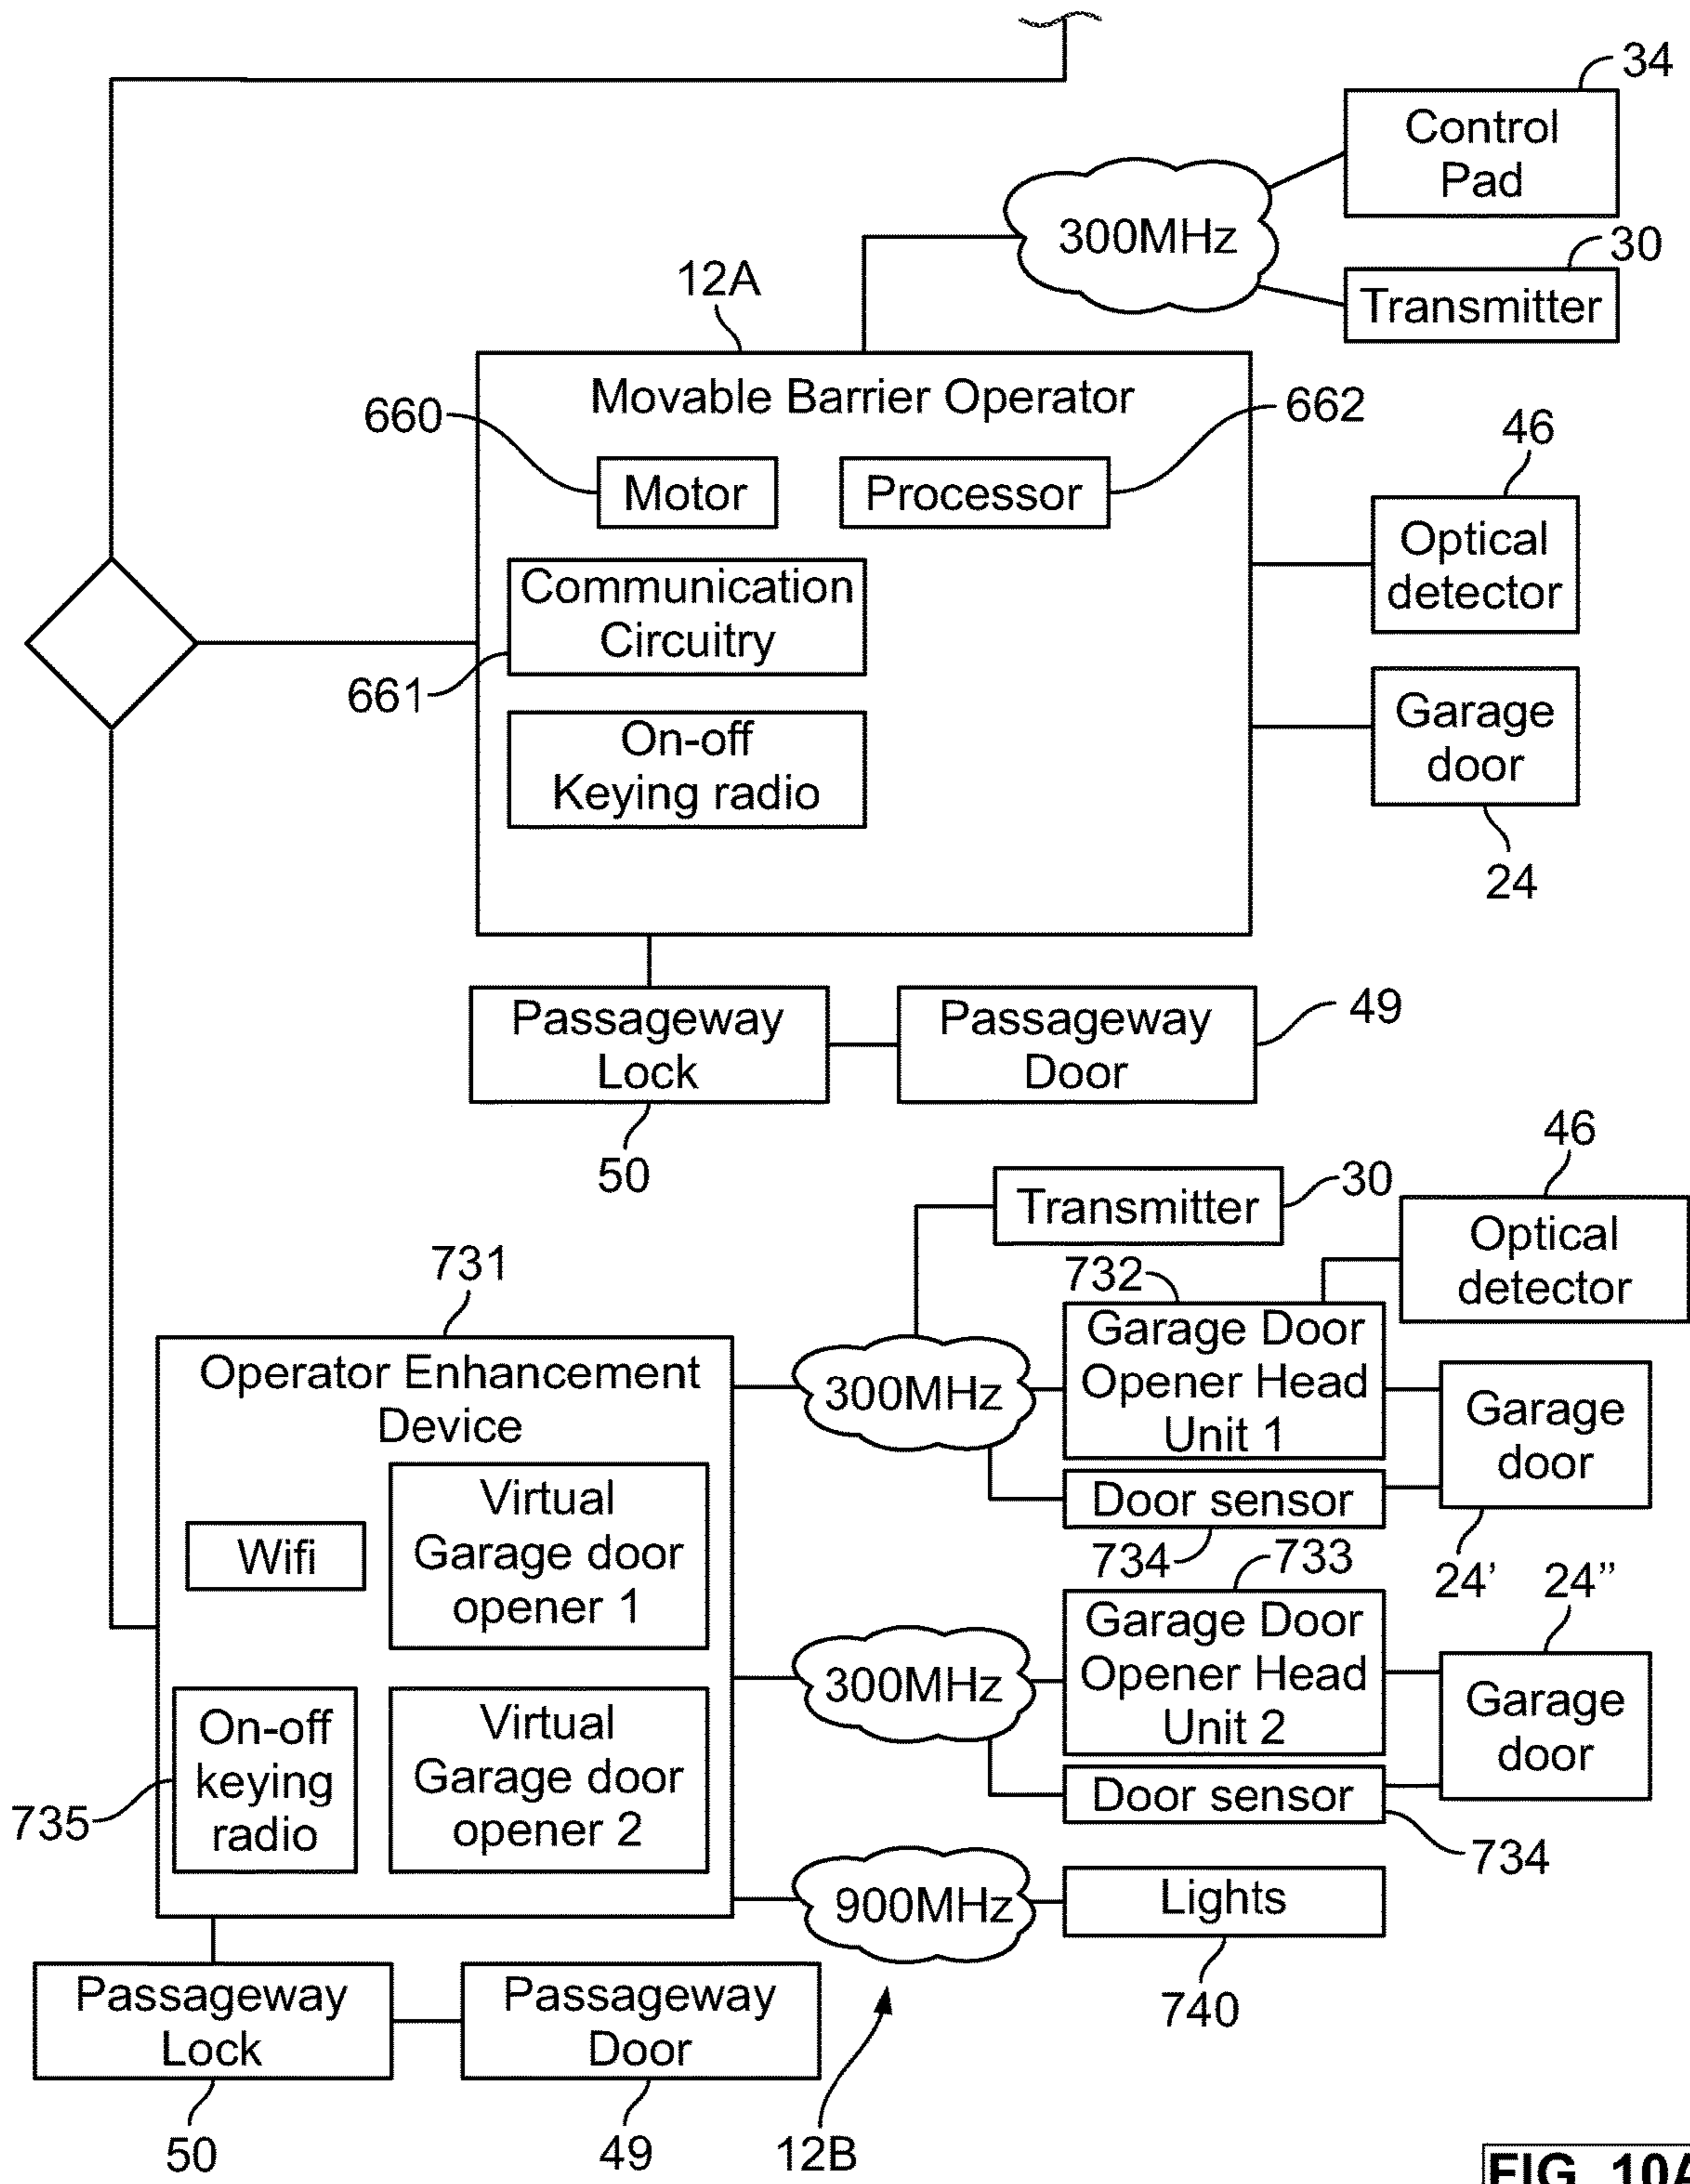 34
Control
Pad
300MHz
30
Transmitter
12A
Movable Barrier Operator
660
662
Motor
Processor
46
Optical
detector
Communication
Circuitry
661
On-off
Keying radio
Garage
door
24
Passageway
Lock
50
Passageway
Door
49
Transmitter
30
46
Optical
detector
731
732
Operator Enhancement
Device
300MHz
Garage Door
Opener Head
Unit 1
Garage
door
24’
Door sensor
734
Wifi
Virtual
Garage door
opener 1
733
24”
300MHz
Garage Door
Opener Head
Unit 2
Garage
door
On-off
keying
radio
735
Virtual
Garage door
opener 2
Door sensor
734
900MHz
Lights
740
Passageway
Lock
50
Passageway
Door
49
12B
FIG. 10A